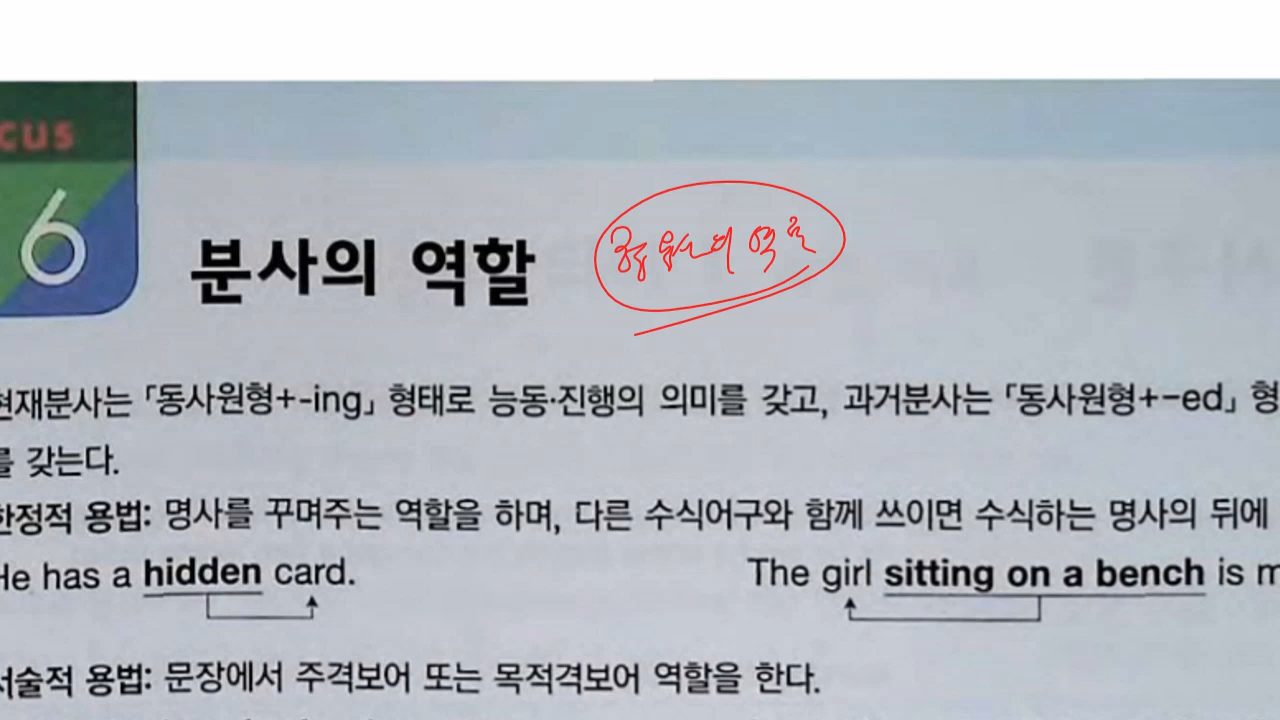 cus
6
분사의 역할
현재분사는 「동사원형+-ing」 형태로 능동·진행의 의미를 갖고, 과거분사는 「동사원형+-ed」 형
를 갖는다.
한정적 용법: 명사를 꾸며주는 역할을 하며, 다른 수식어구와 함께 쓰이면 수식하는 명사의 뒤에
He has a hidden card. The girl sitting on a bench is
서술적 용법: 문장에서 주격보어 또는 목적격보어 역할을 한다.